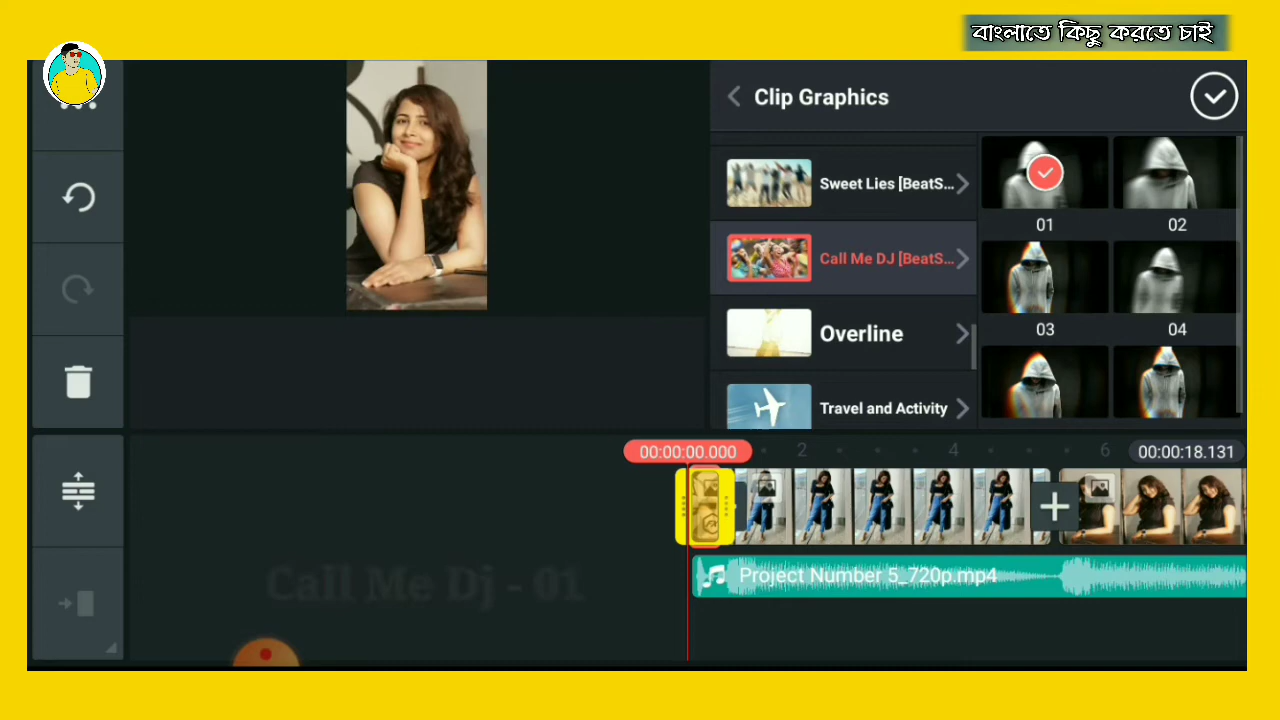 বাংলাতে কিছু করতে চাই
Clip Graphics
Sweet Lies [BeatS...
Call Me DJ [BeatS...
Overline
Travel and Activity
01
02
03
04
00:00:00.000
2
4
6
00:00:18.131
Project Number 5_720p.mp4
Call Me Dj - 01